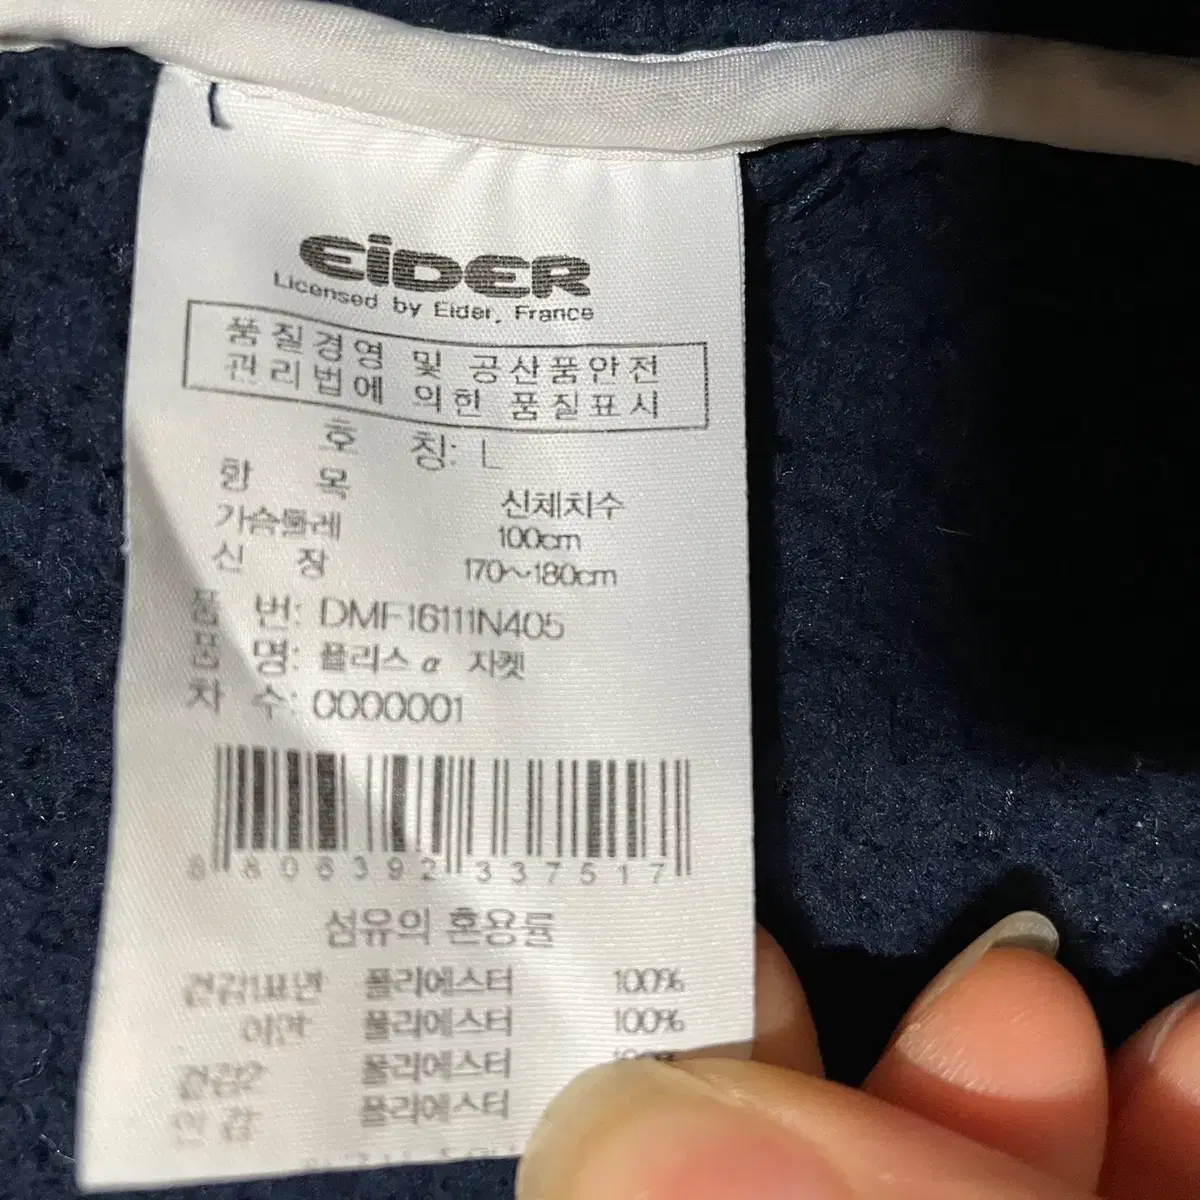 EiDER
Licensed by Eider, France
품질경영 및 공산품안전
관리법에 의한 품질표시
호 칭: L
항 목 신체치수
가슴둘레 100cm
신 장 170~180cm
품 번: DMF16111N405
품 명: 플리스 α 자켓
차 수: 0000001
8 806392 337517
섬유의 혼용률
겉감1표면 폴리에스터 100%
이면 폴리에스터 100%
겉감2 폴리에스터 100%
안감 폴리에스터